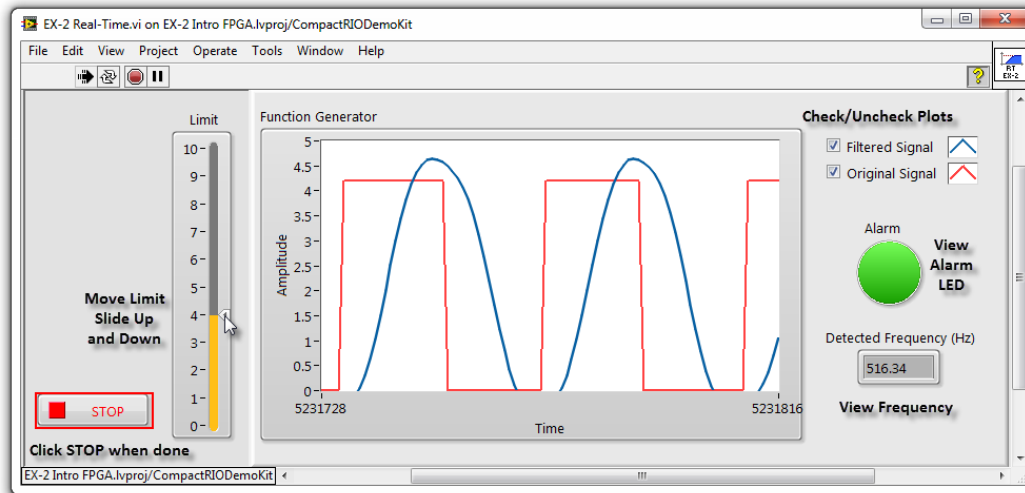 EX-2 Real-Time.vi on EX-2 Intro FPGA.lvproj/CompactRIODemoKit
File Edit View Project Operate Tools Window Help
RT
EX-2
Limit
10
9
8
7
6
5
4
3
2
1
0
Move Limit
Slide Up
and Down
STOP
Click STOP when done
Function Generator
Amplitude
5
4.5
4
3.5
3
2.5
2
1.5
1
0.5
0
5231728
5231816
Time
Check/Uncheck Plots
Filtered Signal
Original Signal
Alarm
View
Alarm
LED
Detected Frequency (Hz)
516.34
View Frequency
EX-2 Intro FPGA.lvproj/CompactRIODemoKit